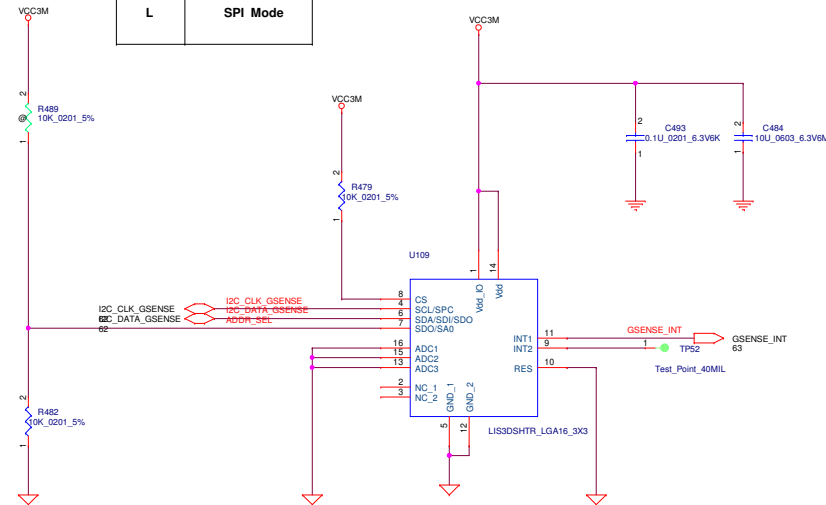 L SPI Mode
VCC3M
VCC3M
VCC3M
2
@
R489
10K_0201_5%
1
2
R479
10K_0201_5%
1
2
C493
0.1U_0201_6.3V6K
1
2
C484
10U_0603_6.3V6M
1
U109
1 14
Vdd_IO Vdd
I2C_CLK_GSENSE
I2C_CLK_GSENSE
I2C_DATA_GSENSE
I2C_DATA_GSENSE
ADDR_SEL
62
8 CS
4 SCL/SPC
6 SDA/SDI/SDO
7 SDO/SA0
16 ADC1
15 ADC2
13 ADC3
2 NC_1
3 NC_2
GND_1 GND_2
5 12
INT1 11
INT2 9
RES 10
GSENSE_INT
GSENSE_INT
63
1 TP52
Test_Point_40MIL
LIS3DSHTR_LGA16_3X3
2
R482
10K_0201_5%
1